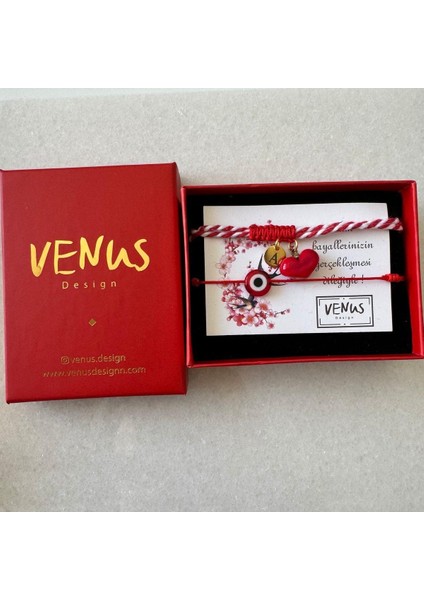 VENUS
Design
venus.design
www.venusdesignn.com
A
hayallerinizin
gerçekleşmesi
dileğiyle !
VENUS
Design